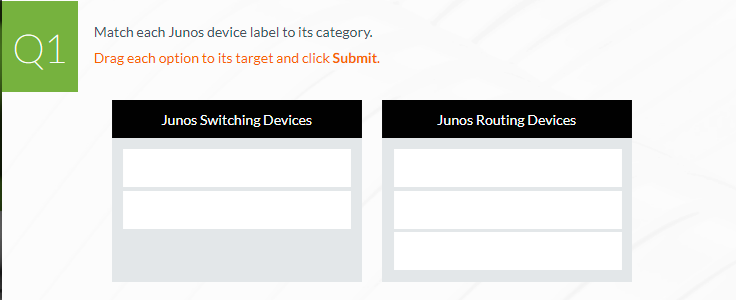 Q1
Match each Junos device label to its category.
Drag each option to its target and click Submit.
Junos Switching Devices
Junos Routing Devices